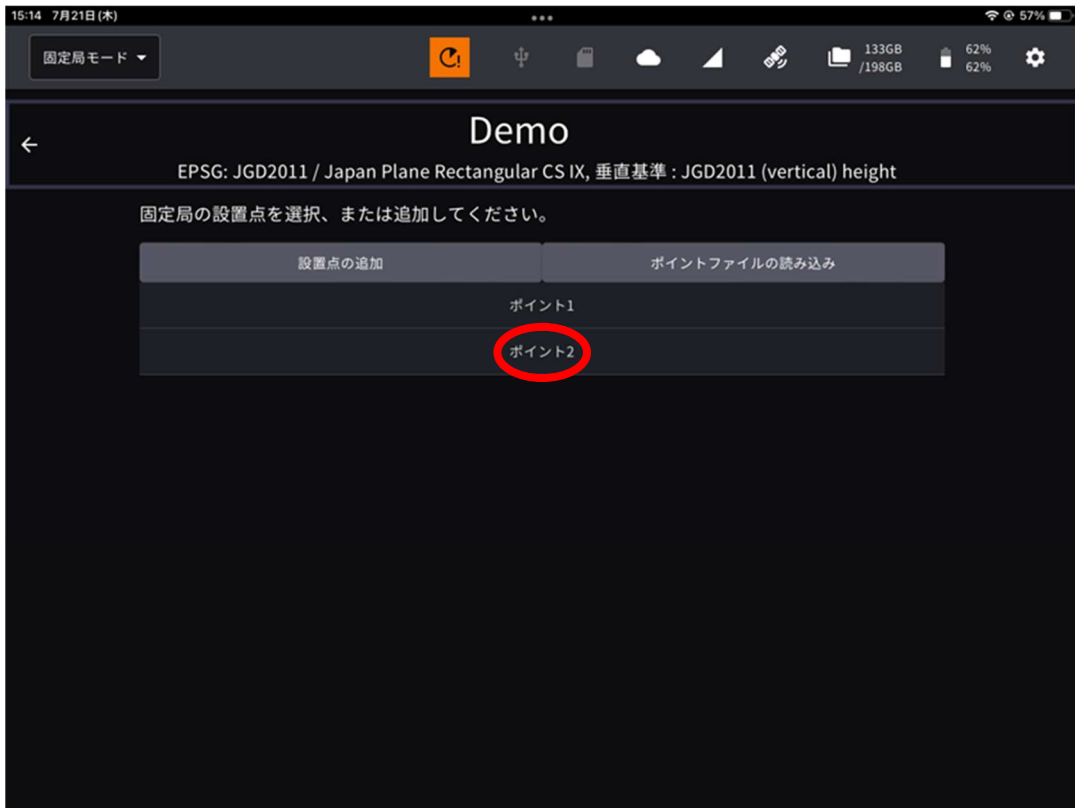 15:14 7月21日(木)
57%
固定局モード
133GB
/198GB
62%
62%
Demo
EPSG: JGD2011 / Japan Plane Rectangular CS IX, 垂直基準 : JGD2011 (vertical) height
固定局の設置点を選択、または追加してください。
設置点の追加
ポイントファイルの読み込み
ポイント1
ポイント2